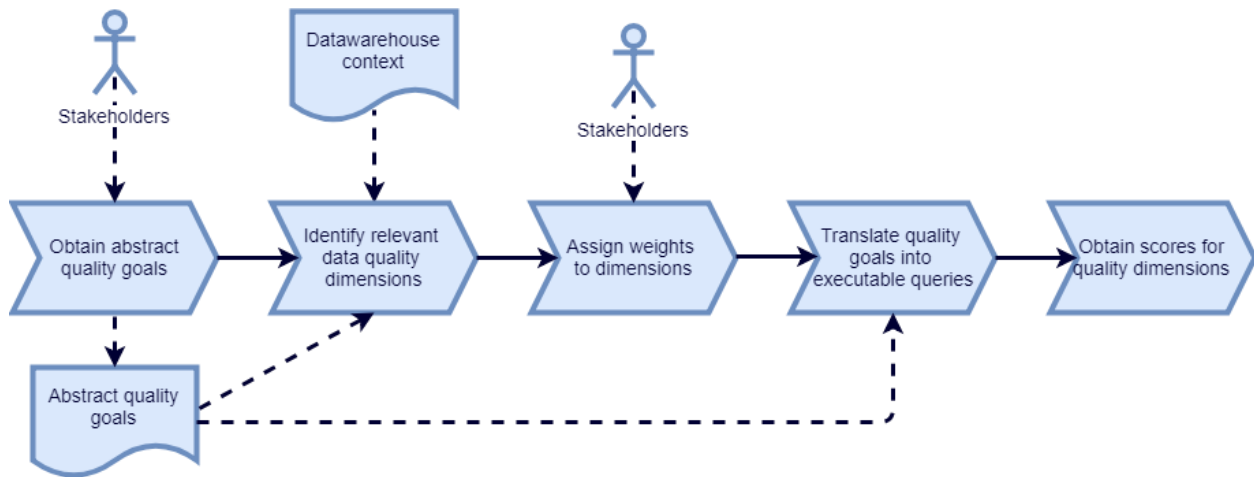 Stakeholders
Datawarehouse
context
Stakeholders
Obtain abstract
quality goals
Identify relevant
data quality
dimensions
Assign weights
to dimensions
Translate quality
goals into
executable queries
Obtain scores for
quality dimensions
Abstract quality
goals